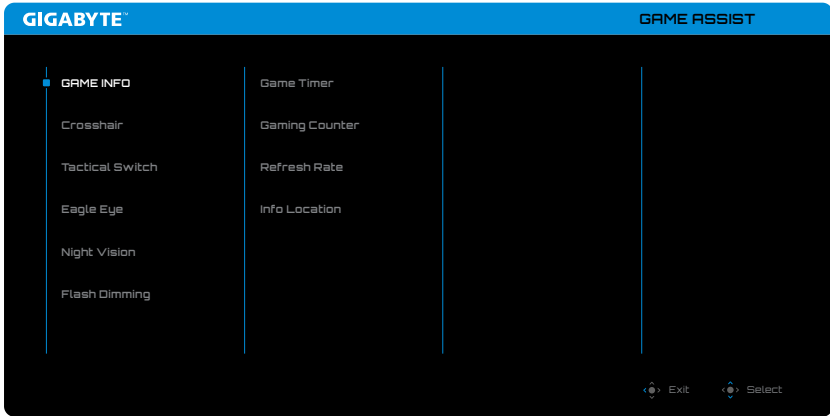 GIGABYTE™
GAME ASSIST
GAME INFO
Crosshair
Tactical Switch
Eagle Eye
Night Vision
Flash Dimming
Game Timer
Gaming Counter
Refresh Rate
Info Location
Exit
Select